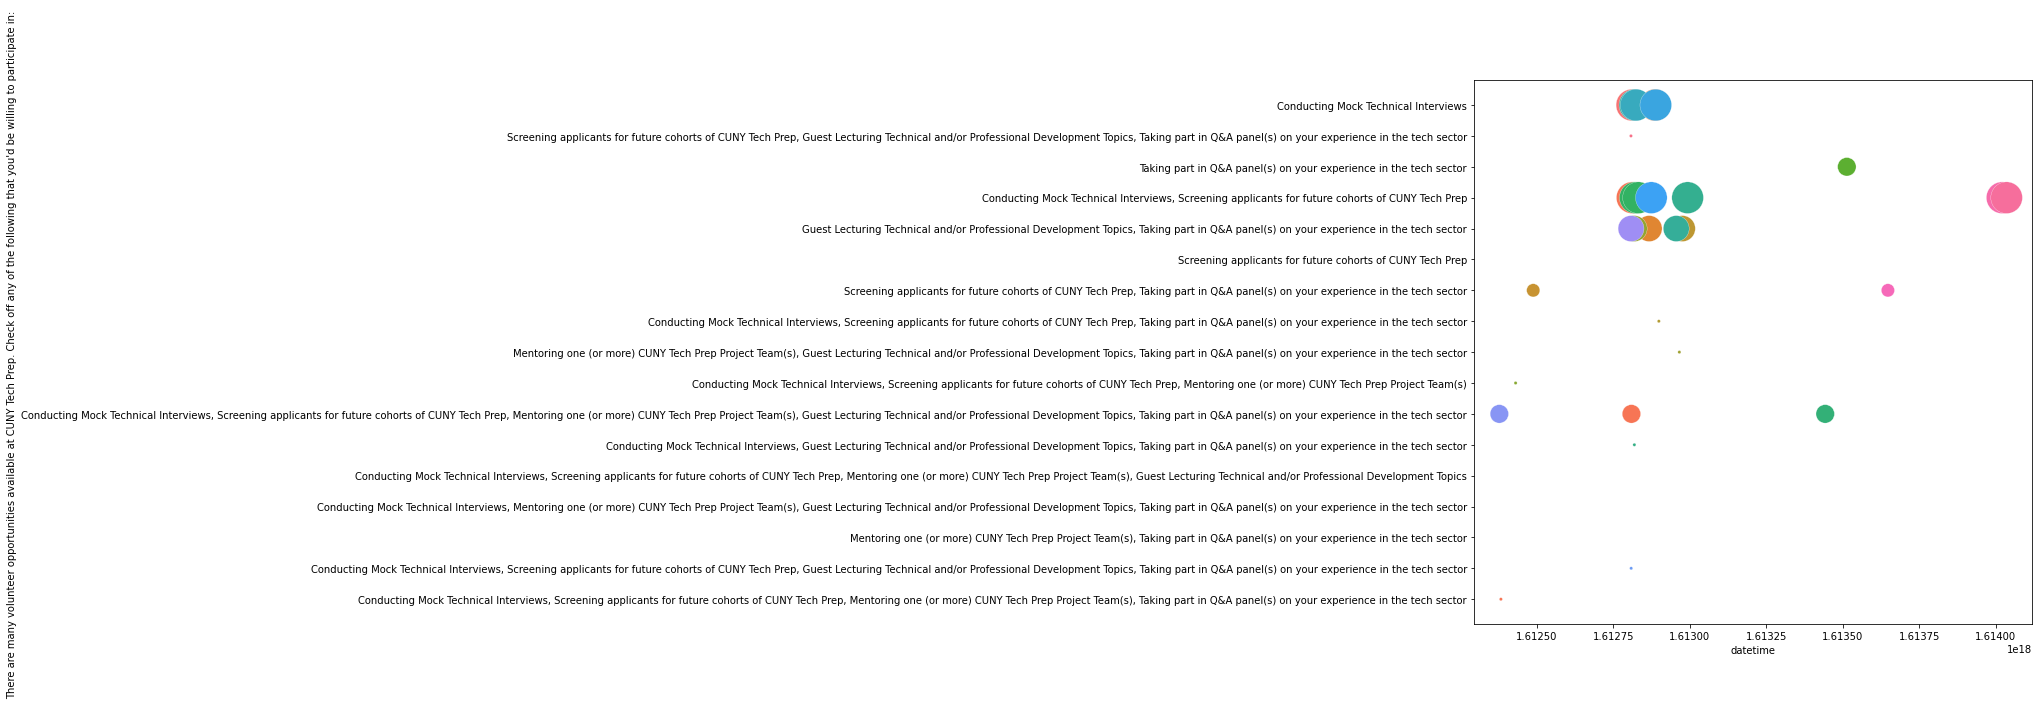 There are many volunteer opportunities available at CUNY Tech Prep. Check off any of the following that you'd be willing to participate in:
Conducting Mock Technical Interviews
Screening applicants for future cohorts of CUNY Tech Prep, Guest Lecturing Technical and/or Professional Development Topics, Taking part in Q&A panel(s) on your experience in the tech sector
Taking part in Q&A panel(s) on your experience in the tech sector
Conducting Mock Technical Interviews, Screening applicants for future cohorts of CUNY Tech Prep
Guest Lecturing Technical and/or Professional Development Topics, Taking part in Q&A panel(s) on your experience in the tech sector
Screening applicants for future cohorts of CUNY Tech Prep
Screening applicants for future cohorts of CUNY Tech Prep, Taking part in Q&A panel(s) on your experience in the tech sector
Conducting Mock Technical Interviews, Screening applicants for future cohorts of CUNY Tech Prep, Taking part in Q&A panel(s) on your experience in the tech sector
Mentoring one (or more) CUNY Tech Prep Project Team(s), Guest Lecturing Technical and/or Professional Development Topics, Taking part in Q&A panel(s) on your experience in the tech sector
Conducting Mock Technical Interviews, Screening applicants for future cohorts of CUNY Tech Prep, Mentoring one (or more) CUNY Tech Prep Project Team(s)
Conducting Mock Technical Interviews, Screening applicants for future cohorts of CUNY Tech Prep, Mentoring one (or more) CUNY Tech Prep Project Team(s), Guest Lecturing Technical and/or Professional Development Topics, Taking part in Q&A panel(s) on your experience in the tech sector
Conducting Mock Technical Interviews, Guest Lecturing Technical and/or Professional Development Topics, Taking part in Q&A panel(s) on your experience in the tech sector
Conducting Mock Technical Interviews, Screening applicants for future cohorts of CUNY Tech Prep, Mentoring one (or more) CUNY Tech Prep Project Team(s), Guest Lecturing Technical and/or Professional Development Topics
Conducting Mock Technical Interviews, Mentoring one (or more) CUNY Tech Prep Project Team(s), Guest Lecturing Technical and/or Professional Development Topics, Taking part in Q&A panel(s) on your experience in the tech sector
Mentoring one (or more) CUNY Tech Prep Project Team(s), Taking part in Q&A panel(s) on your experience in the tech sector
Conducting Mock Technical Interviews, Screening applicants for future cohorts of CUNY Tech Prep, Guest Lecturing Technical and/or Professional Development Topics, Taking part in Q&A panel(s) on your experience in the tech sector
Conducting Mock Technical Interviews, Screening applicants for future cohorts of CUNY Tech Prep, Mentoring one (or more) CUNY Tech Prep Project Team(s), Taking part in Q&A panel(s) on your experience in the tech sector
1.61250 1.61275 1.61300 1.61325 1.61350 1.61375 1.61400
datetime
1e18